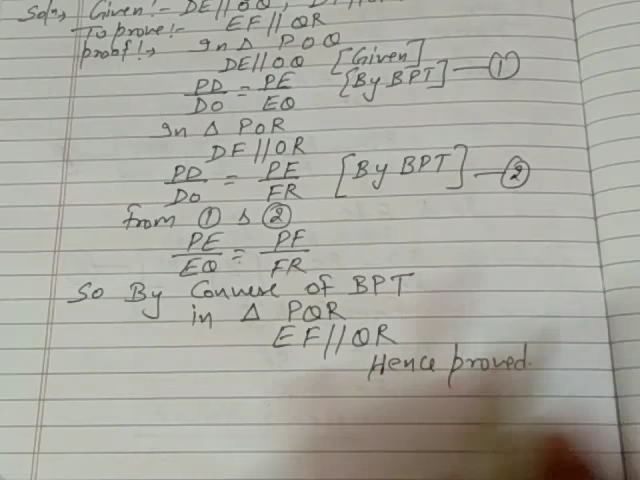 Soln, Given:- DE||OQ,
To prove:- EF||QR
proof:, In Δ POQ
DE||OQ [Given]
PD/DO = PE/EQ [By BPT] — ①
In Δ POR
DF||OR
PD/DO = PF/FR [By BPT] — ②
from ① & ②
PE/EQ = PF/FR
So By Converse of BPT
in Δ PQR
EF||QR
Hence proved.